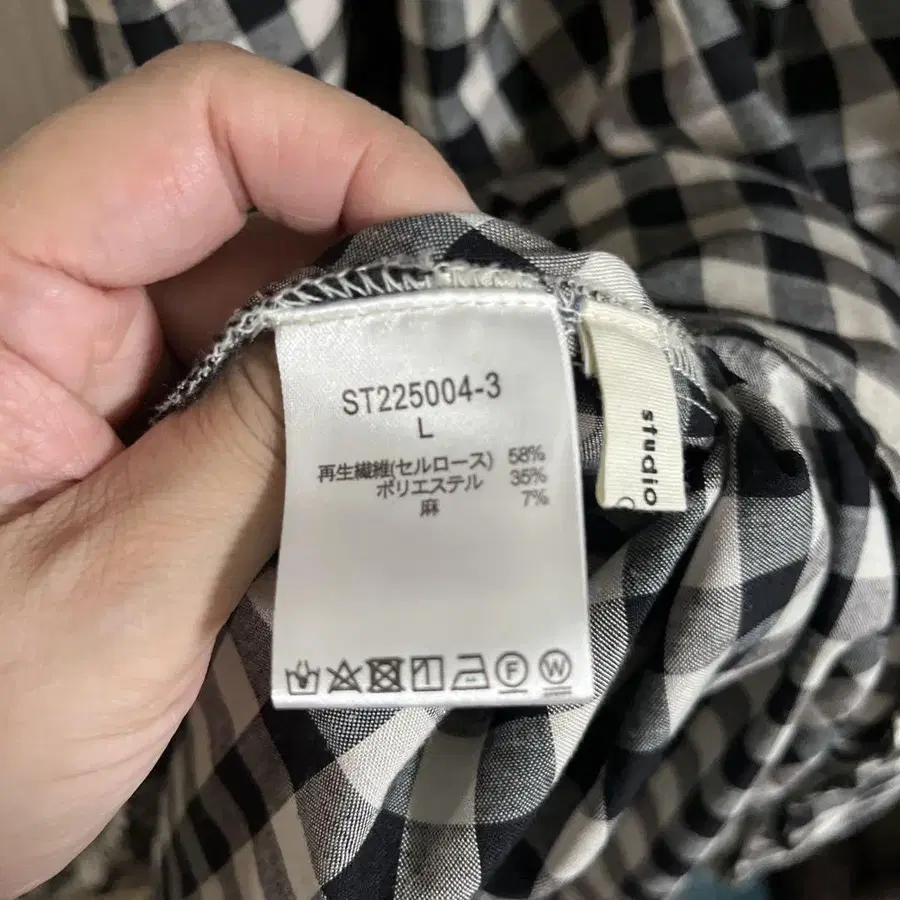 ST225004-3
L
再生繊維(セルロース) 58%
ポリエステル 35%
麻 7%
F W
studio